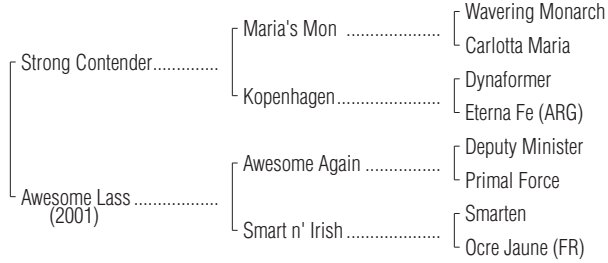 Wavering Monarch
Maria's Mon ....................
Carlotta Maria
Strong Contender..............
Dynaformer
Kopenhagen......................
Eterna Fe (ARG)
Deputy Minister
Awesome Again ................
Primal Force
Awesome Lass ..................
(2001)
Smarten
Smart n' Irish ....................
Ocre Jaune (FR)